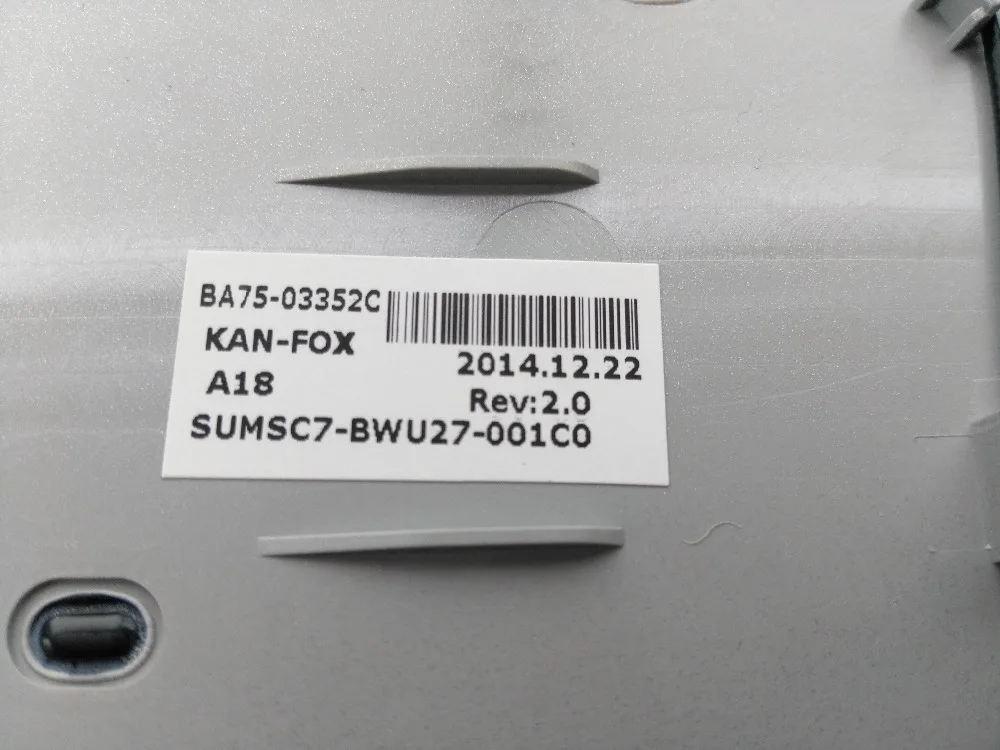 BA75-03352C
KAN-FOX
2014.12.22
A18
Rev:2.0
SUMSC7-BWU27-001C0